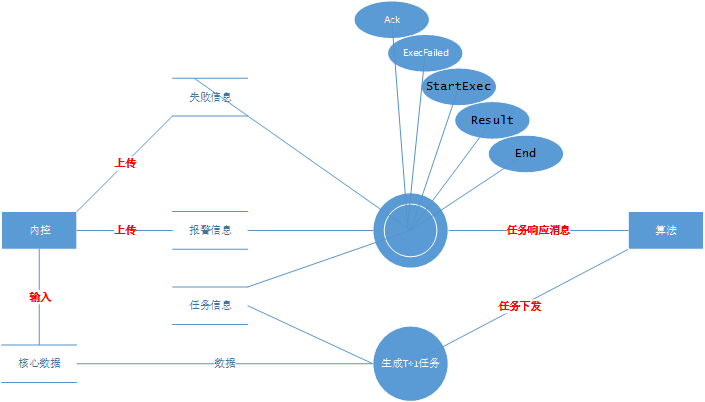 Ack
ExecFailed
StartExec
失败信息
Result
End
上传
内控
上传
报警信息
任务响应消息
算法
输入
任务信息
任务下发
核心数据
数据
生成T+1任务